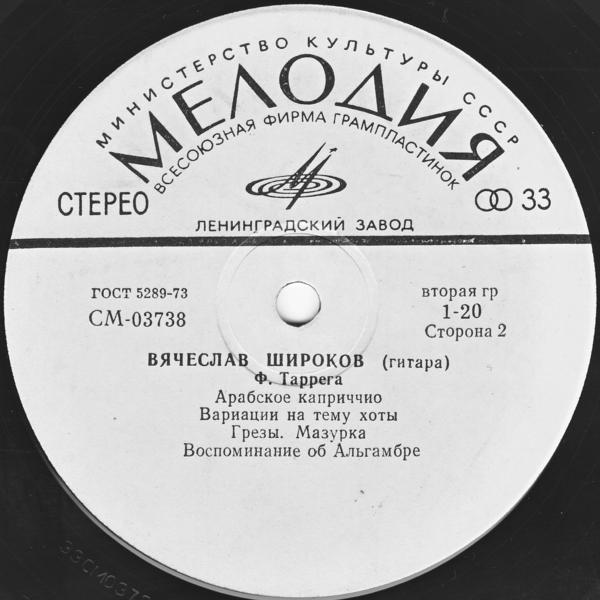 МИНИСТЕРСТВО КУЛЬТУРЫ СССР
МЕЛОДИЯ
ВСЕСОЮЗНАЯ ФИРМА ГРАМПЛАСТИНОК
СТЕРЕО
33
ЛЕНИНГРАДСКИЙ ЗАВОД
ГОСТ 5289-73
СМ-03738
вторая гр
1-20
Сторона 2
ВЯЧЕСЛАВ ШИРОКОВ (гитара)
Ф. Таррега
Арабское каприччио
Вариации на тему хоты
Грезы. Мазурка
Воспоминание об Альгамбре